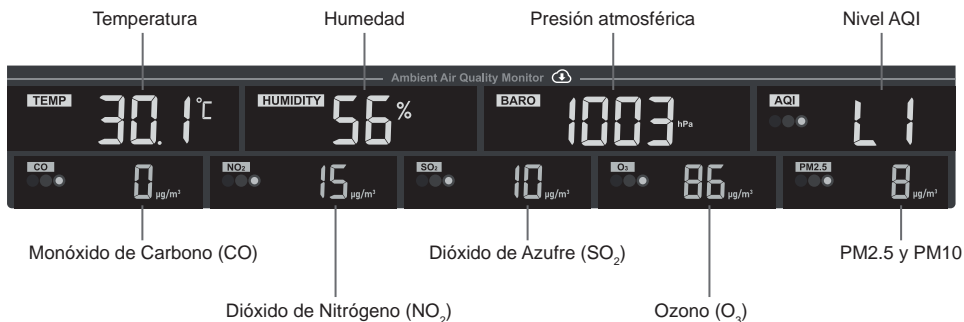 Temperatura
Humedad
Presión atmosférica
Nivel AQI
Ambient Air Quality Monitor
TEMP 30.1 °C
HUMIDITY 56 %
BARO 1003 hPa
AQI L1
CO 0 µg/m³
NO₂ 15 µg/m³
SO₂ 10 µg/m³
O₃ 86 µg/m³
PM2.5 8 µg/m³
Monóxido de Carbono (CO)
Dióxido de Azufre (SO₂)
PM2.5 y PM10
Dióxido de Nitrógeno (NO₂)
Ozono (O₃)